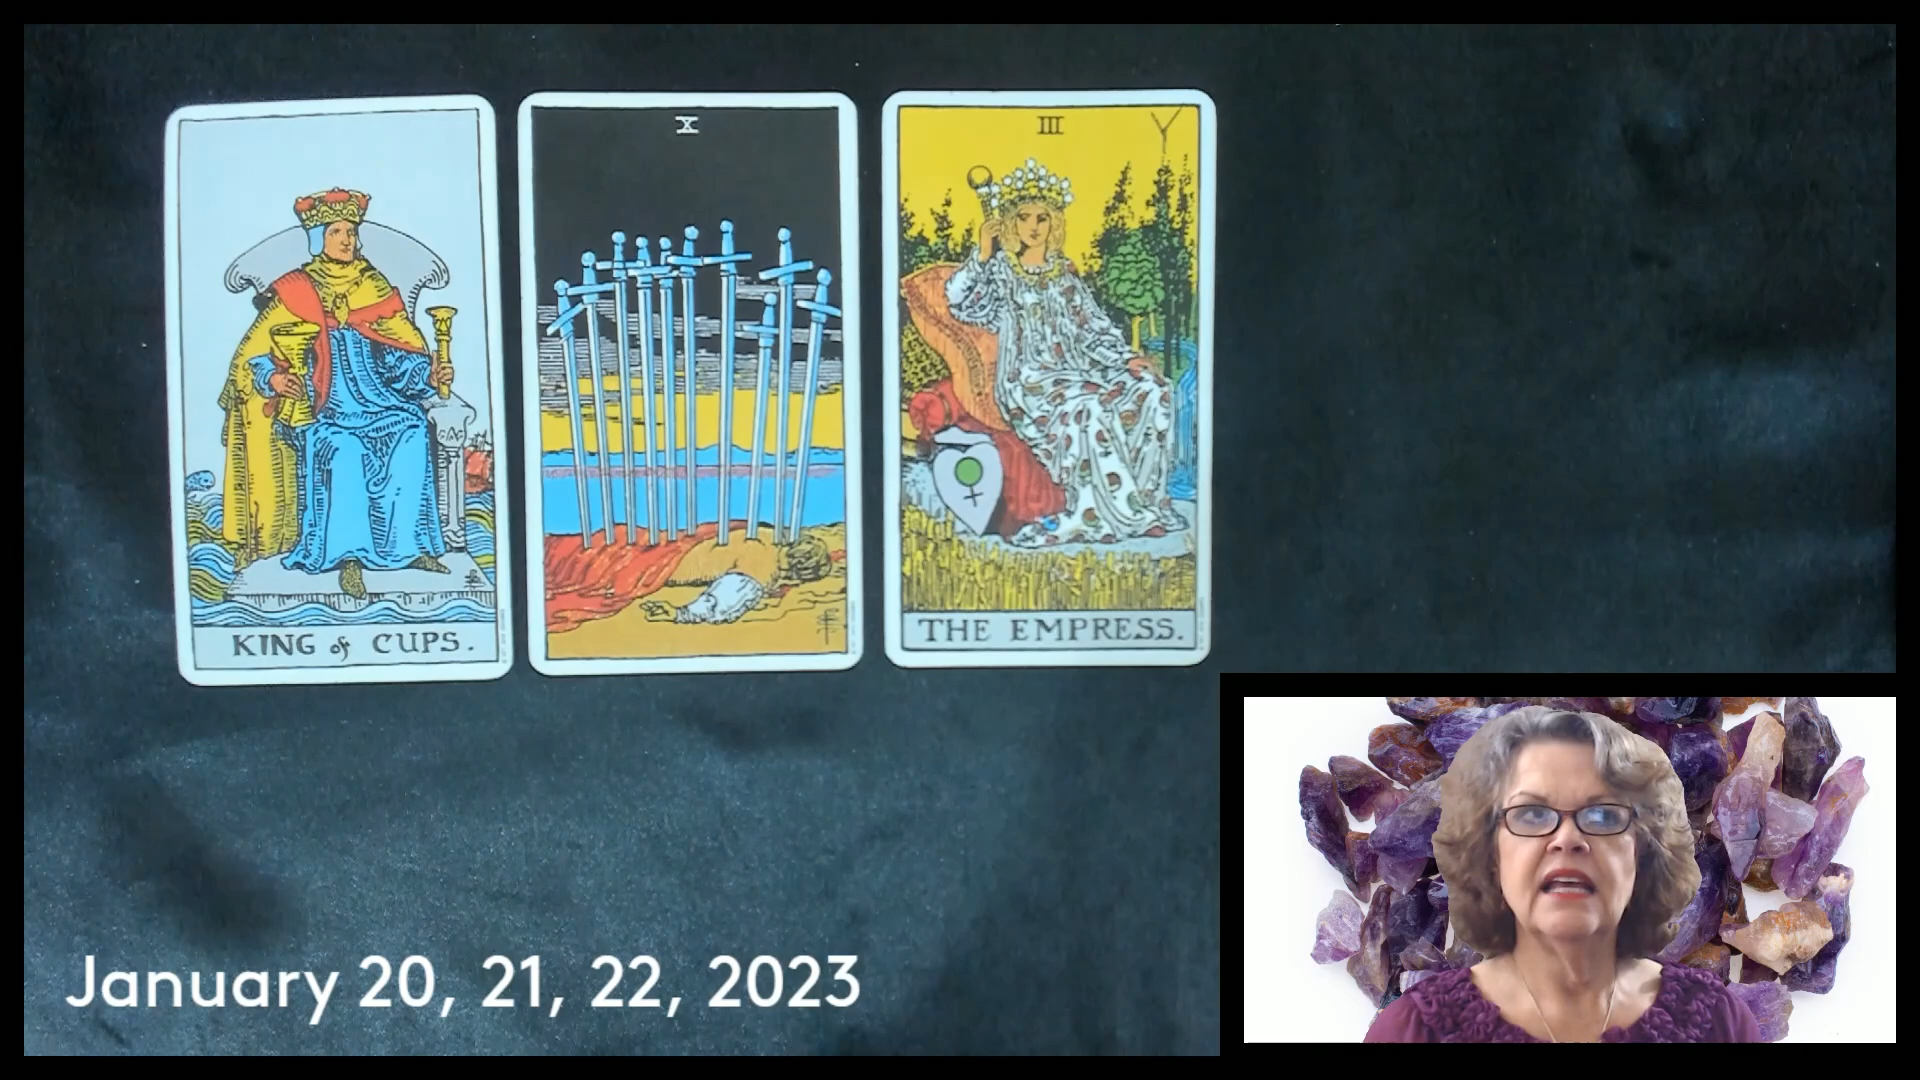 X
III
KING of CUPS.
THE EMPRESS.
January 20, 21, 22, 2023